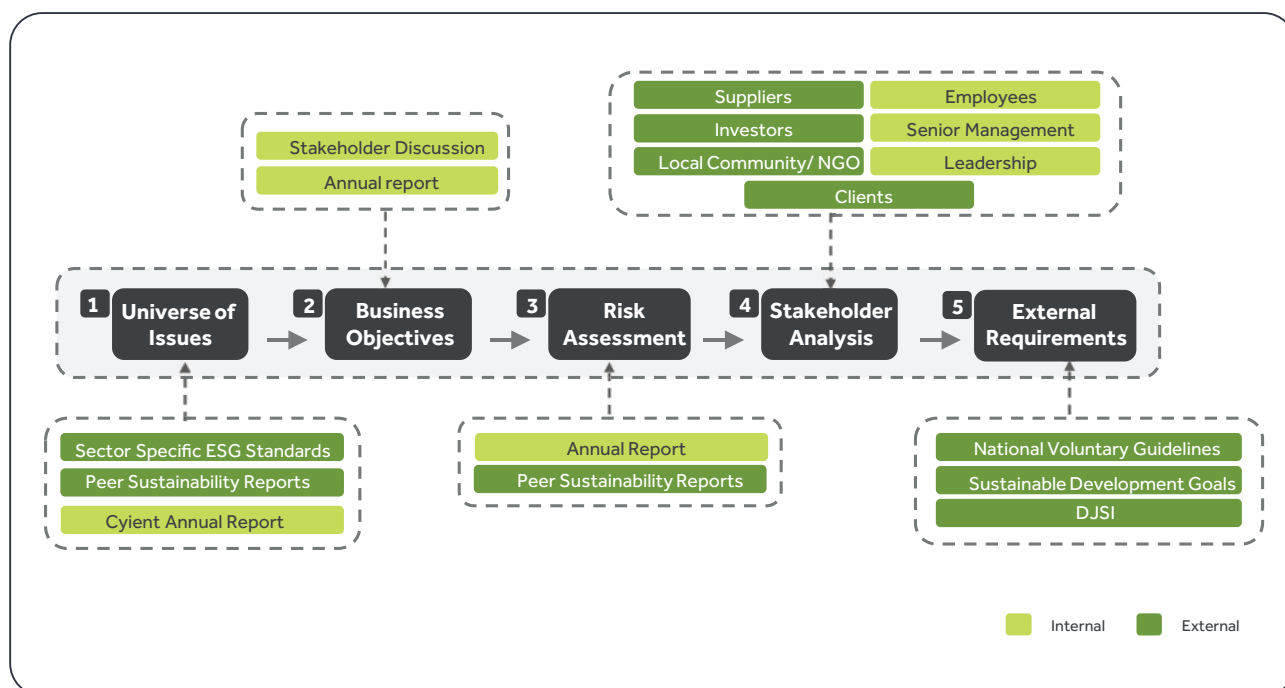 Suppliers
Employees
Investors
Senior Management
Local Community/ NGO
Leadership
Clients
Stakeholder Discussion
Annual report
1
Universe of
Issues
2
Business
Objectives
3
Risk
Assessment
4
Stakeholder
Analysis
5
External
Requirements
Sector Specific ESG Standards
Peer Sustainability Reports
Cyient Annual Report
Annual Report
Peer Sustainability Reports
National Voluntary Guidelines
Sustainable Development Goals
DJSI
Internal
External